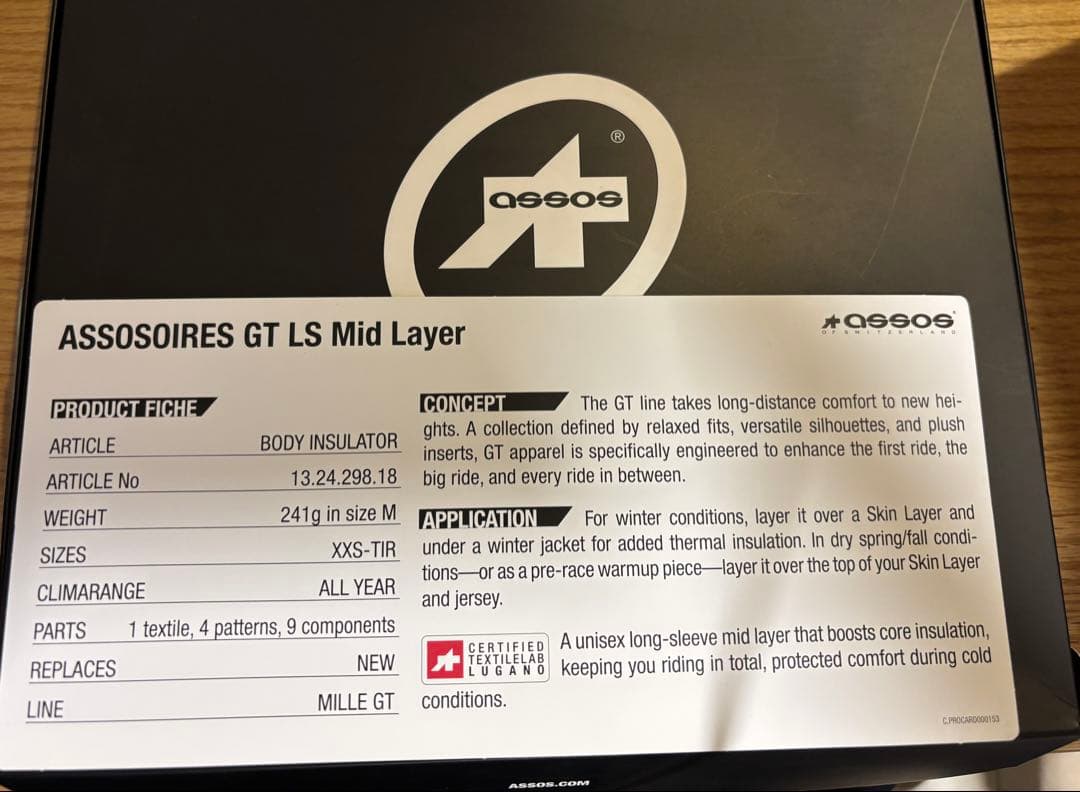 ®
assos
ASSOSOIRES GT LS Mid Layer
assos
OF SWITZERLAND
PRODUCT FICHE
ARTICLE BODY INSULATOR
ARTICLE No 13.24.298.18
WEIGHT 241g in size M
SIZES XXS-TIR
CLIMARANGE ALL YEAR
PARTS 1 textile, 4 patterns, 9 components
REPLACES NEW
LINE MILLE GT
CONCEPT The GT line takes long-distance comfort to new hei-
ghts. A collection defined by relaxed fits, versatile silhouettes, and plush
inserts, GT apparel is specifically engineered to enhance the first ride, the
big ride, and every ride in between.
APPLICATION For winter conditions, layer it over a Skin Layer and
under a winter jacket for added thermal insulation. In dry spring/fall condi-
tions—or as a pre-race warmup piece—layer it over the top of your Skin Layer
and jersey.
CERTIFIED
TEXTILELAB
LUGANO
A unisex long-sleeve mid layer that boosts core insulation,
keeping you riding in total, protected comfort during cold
conditions.
C.PROCARD000153
ASSOS.COM